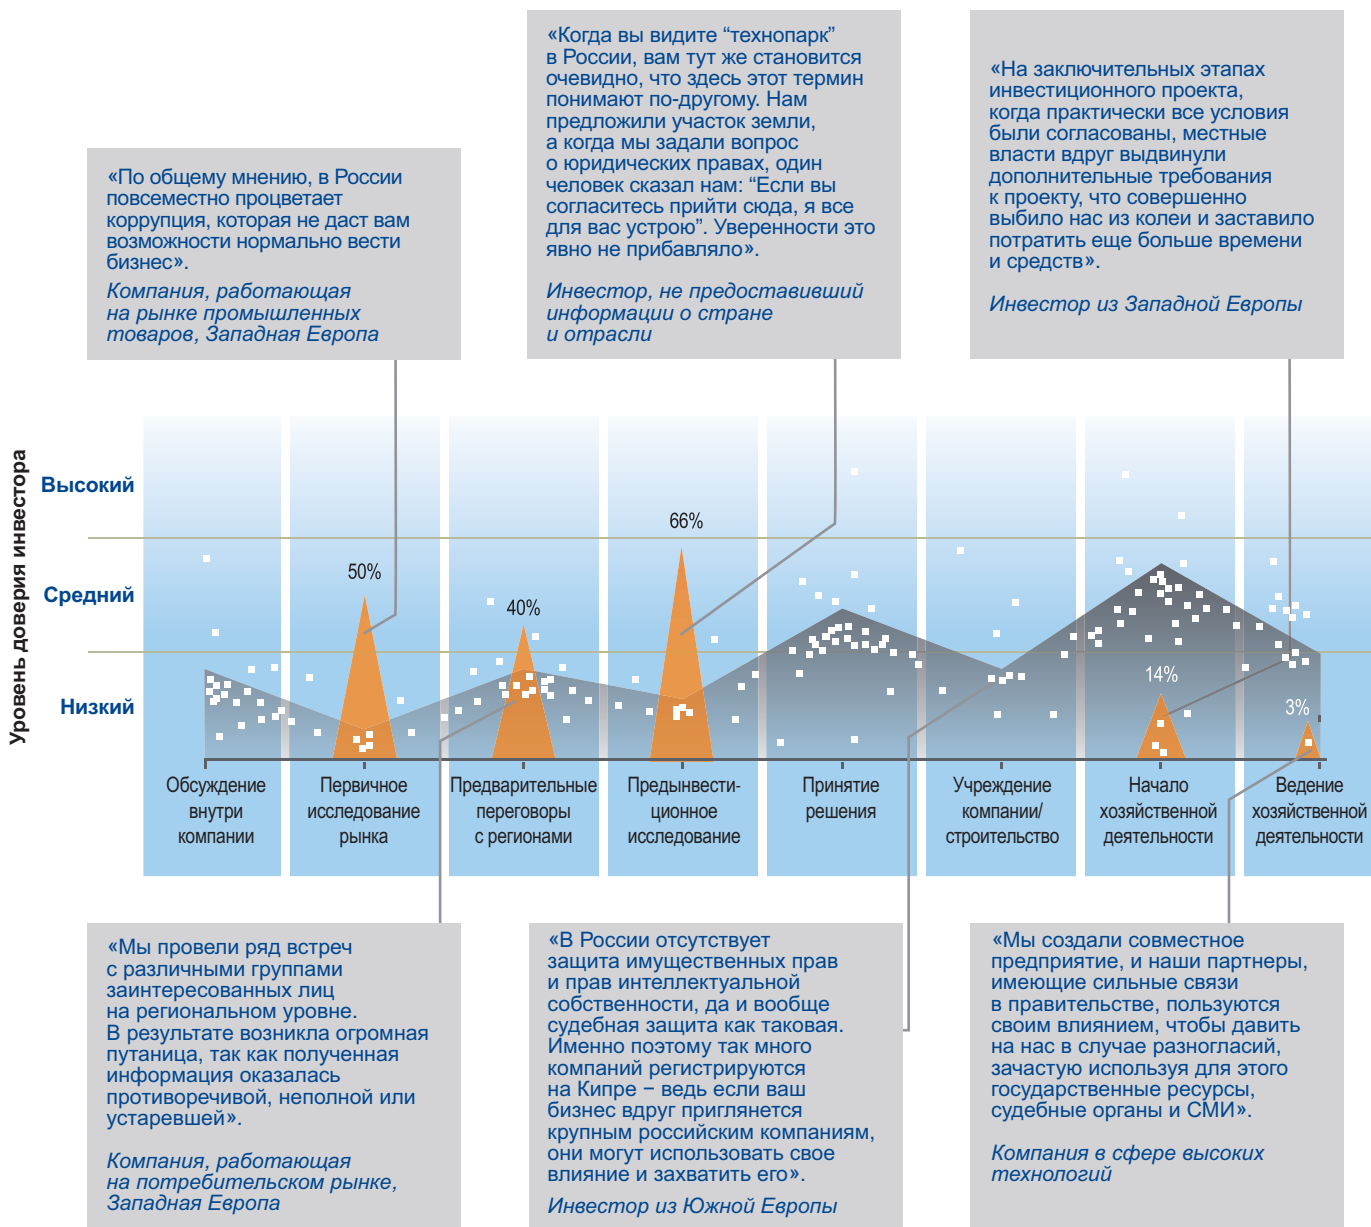 «По общему мнению, в России
повсеместно процветает
коррупция, которая не даст вам
возможности нормально вести
бизнес».
Компания, работающая
на рынке промышленных
товаров, Западная Европа
«Когда вы видите “технопарк”
в России, вам тут же становится
очевидно, что здесь этот термин
понимают по-другому. Нам
предложили участок земли,
а когда мы задали вопрос
о юридических правах, один
человек сказал нам: “Если вы
согласитесь прийти сюда, я все
для вас устрою”. Уверенности это
явно не прибавляло».
Инвестор, не предоставивший
информации о стране
и отрасли
«На заключительных этапах
инвестиционного проекта,
когда практически все условия
были согласованы, местные
власти вдруг выдвинули
дополнительные требования
к проекту, что совершенно
выбило нас из колеи и заставило
потратить еще больше времени
и средств».
Инвестор из Западной Европы
Уровень доверия инвестора
Высокий
Средний
Низкий
50%
40%
66%
14%
3%
Обсуждение
внутри
компании
Первичное
исследование
рынка
Предварительные
переговоры
с регионами
Предынвести-
ционное
исследование
Принятие
решения
Учреждение
компании/
строительство
Начало
хозяйственной
деятельности
Ведение
хозяйственной
деятельности
«Мы провели ряд встреч
с различными группами
заинтересованных лиц
на региональном уровне.
В результате возникла огромная
путаница, так как полученная
информация оказалась
противоречивой, неполной или
устаревшей».
Компания, работающая
на потребительском рынке,
Западная Европа
«В России отсутствует
защита имущественных прав
и прав интеллектуальной
собственности, да и вообще
судебная защита как таковая.
Именно поэтому так много
компаний регистрируются
на Кипре – ведь если ваш
бизнес вдруг приглянется
крупным российским компаниям,
они могут использовать свое
влияние и захватить его».
Инвестор из Южной Европы
«Мы создали совместное
предприятие, и наши партнеры,
имеющие сильные связи
в правительстве, пользуются
своим влиянием, чтобы давить
на нас в случае разногласий,
зачастую используя для этого
государственные ресурсы,
судебные органы и СМИ».
Компания в сфере высоких
технологий